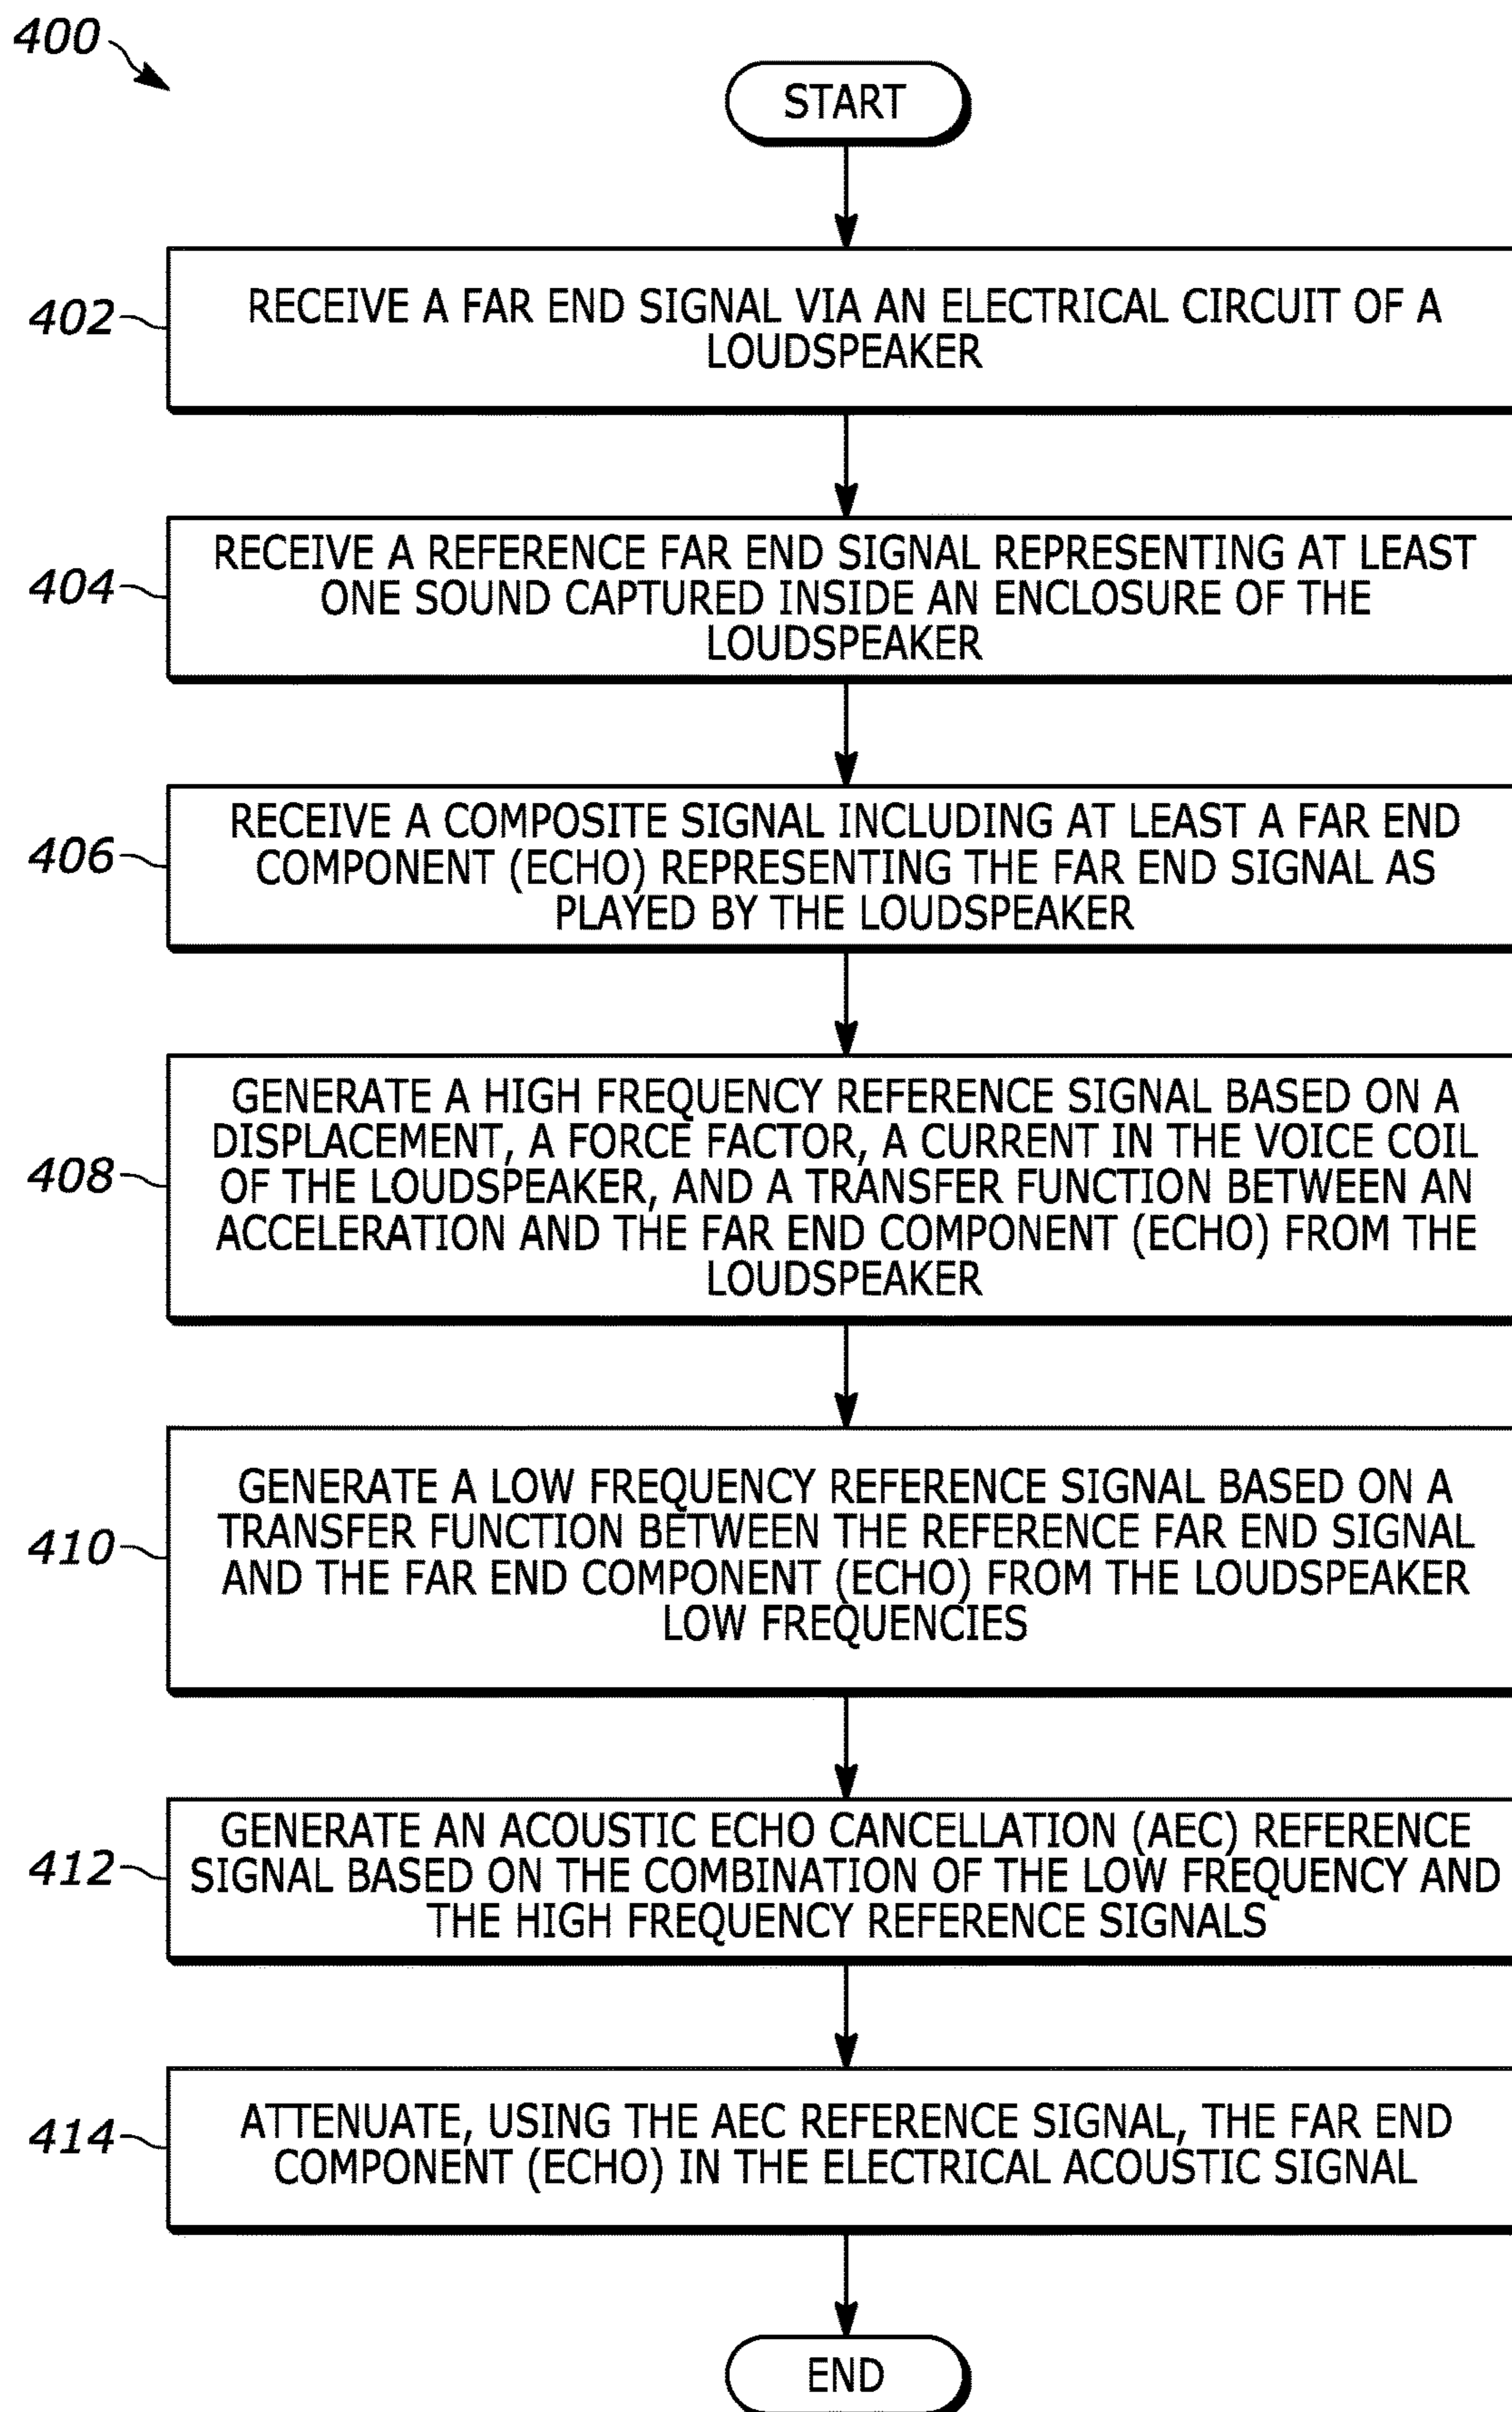 400
START
402
RECEIVE A FAR END SIGNAL VIA AN ELECTRICAL CIRCUIT OF A
LOUDSPEAKER
404
RECEIVE A REFERENCE FAR END SIGNAL REPRESENTING AT LEAST
ONE SOUND CAPTURED INSIDE AN ENCLOSURE OF THE
LOUDSPEAKER
406
RECEIVE A COMPOSITE SIGNAL INCLUDING AT LEAST A FAR END
COMPONENT (ECHO) REPRESENTING THE FAR END SIGNAL AS
PLAYED BY THE LOUDSPEAKER
408
GENERATE A HIGH FREQUENCY REFERENCE SIGNAL BASED ON A
DISPLACEMENT, A FORCE FACTOR, A CURRENT IN THE VOICE COIL
OF THE LOUDSPEAKER, AND A TRANSFER FUNCTION BETWEEN AN
ACCELERATION AND THE FAR END COMPONENT (ECHO) FROM THE
LOUDSPEAKER
410
GENERATE A LOW FREQUENCY REFERENCE SIGNAL BASED ON A
TRANSFER FUNCTION BETWEEN THE REFERENCE FAR END SIGNAL
AND THE FAR END COMPONENT (ECHO) FROM THE LOUDSPEAKER
LOW FREQUENCIES
412
GENERATE AN ACOUSTIC ECHO CANCELLATION (AEC) REFERENCE
SIGNAL BASED ON THE COMBINATION OF THE LOW FREQUENCY AND
THE HIGH FREQUENCY REFERENCE SIGNALS
414
ATTENUATE, USING THE AEC REFERENCE SIGNAL, THE FAR END
COMPONENT (ECHO) IN THE ELECTRICAL ACOUSTIC SIGNAL
END